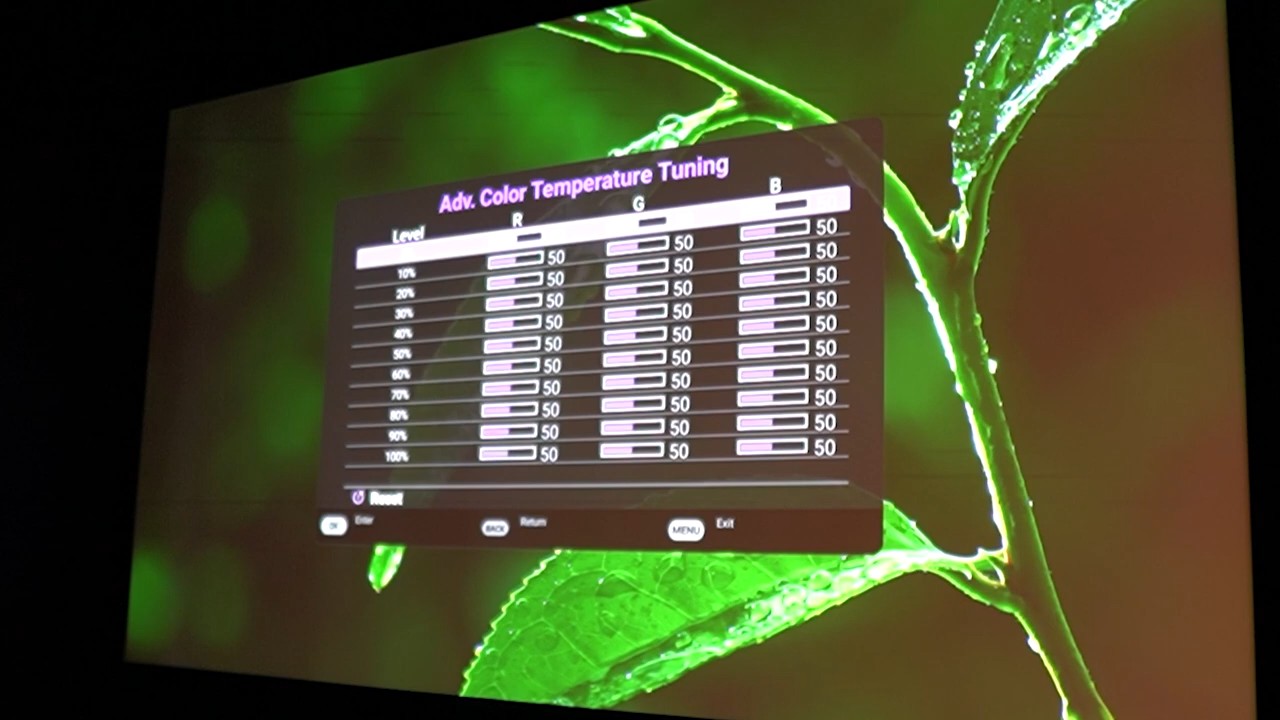 Adv. Color Temperature Tuning
Level R G B
10% 50 50 50
20% 50 50 50
30% 50 50 50
40% 50 50 50
50% 50 50 50
60% 50 50 50
70% 50 50 50
80% 50 50 50
90% 50 50 50
100% 50 50 50
Reset
OK Enter BACK Return MENU Exit